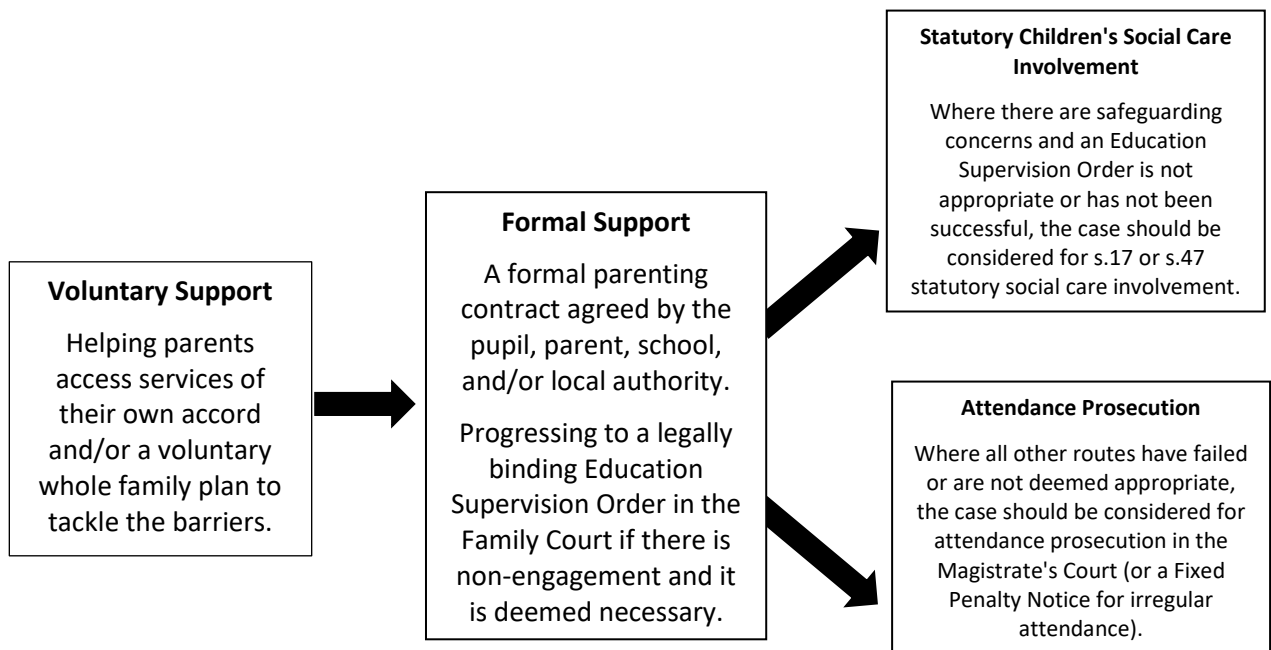 Voluntary Support
Helping parents
access services of
their own accord
and/or a voluntary
whole family plan to
tackle the barriers.
Formal Support
A formal parenting
contract agreed by the
pupil, parent, school,
and/or local authority.
Progressing to a legally
binding Education
Supervision Order in the
Family Court if there is
non-engagement and it
is deemed necessary.
Statutory Children's Social Care
Involvement
Where there are safeguarding
concerns and an Education
Supervision Order is not
appropriate or has not been
successful, the case should be
considered for s.17 or s.47
statutory social care involvement.
Attendance Prosecution
Where all other routes have failed
or are not deemed appropriate,
the case should be considered for
attendance prosecution in the
Magistrate's Court (or a Fixed
Penalty Notice for irregular
attendance).